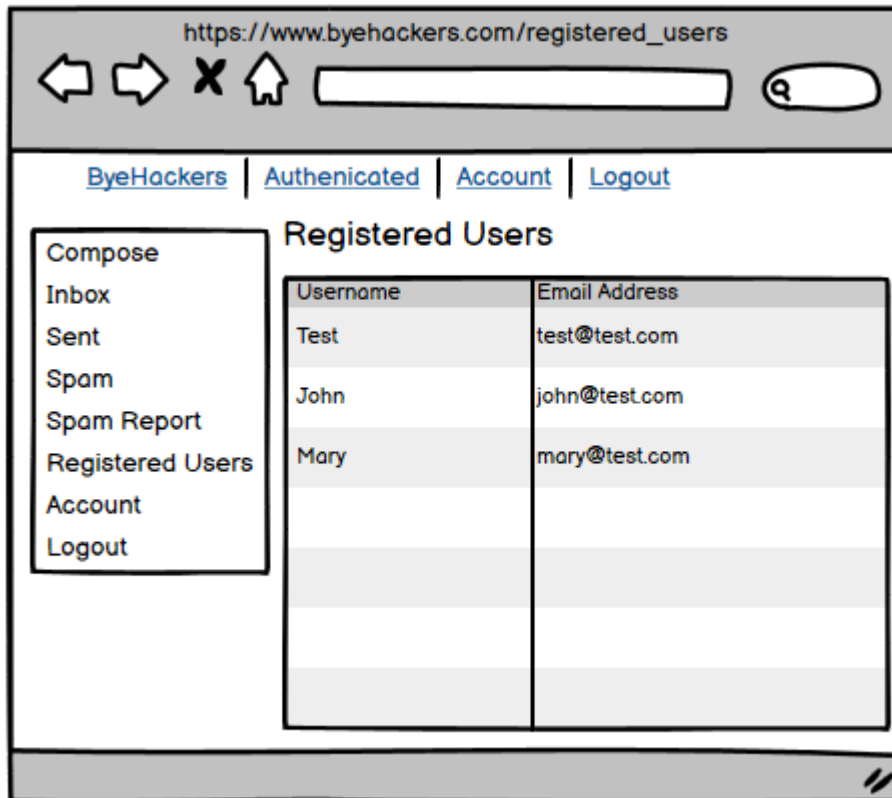 https://www.byehackers.com/registered_users
ByeHackers Authenicated Account Logout
Compose
Inbox
Sent
Spam
Spam Report
Registered Users
Account
Logout
Registered Users
Username Email Address
Test test@test.com
John john@test.com
Mary mary@test.com